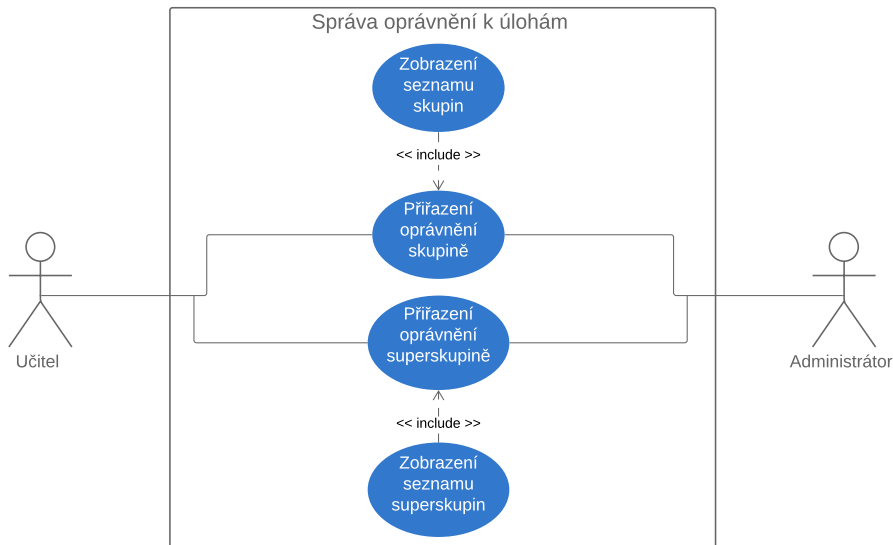 Správa oprávnění k úlohám
Zobrazení
seznamu
skupin
<< include >>
Přiřazení
oprávnění
skupině
Učitel
Administrátor
Přiřazení
oprávnění
superskupině
<< include >>
Zobrazení
seznamu
superskupin